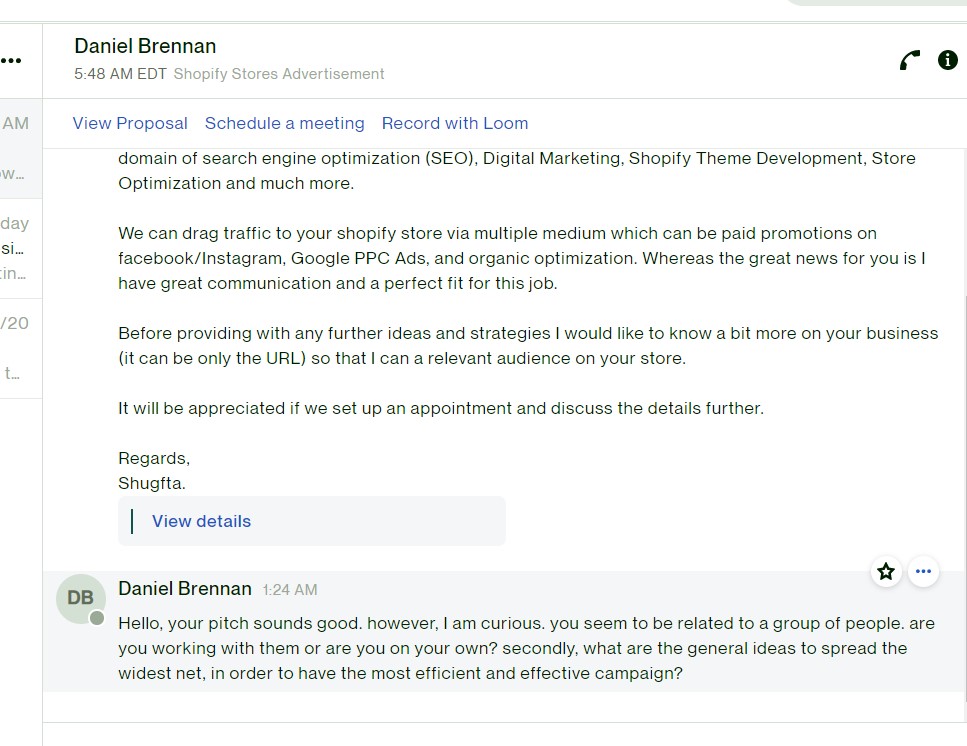 Daniel Brennan
5:48 AM EDT Shopify Stores Advertisement
View Proposal Schedule a meeting Record with Loom
AM
ow...
day
si...
tin...
/20
t...
domain of search engine optimization (SEO), Digital Marketing, Shopify Theme Development, Store
Optimization and much more.
We can drag traffic to your shopify store via multiple medium which can be paid promotions on
facebook/Instagram, Google PPC Ads, and organic optimization. Whereas the great news for you is I
have great communication and a perfect fit for this job.
Before providing with any further ideas and strategies I would like to know a bit more on your business
(it can be only the URL) so that I can a relevant audience on your store.
It will be appreciated if we set up an appointment and discuss the details further.
Regards,
Shugfta.
View details
DB
Daniel Brennan 1:24 AM
Hello, your pitch sounds good. however, I am curious. you seem to be related to a group of people. are
you working with them or are you on your own? secondly, what are the general ideas to spread the
widest net, in order to have the most efficient and effective campaign?